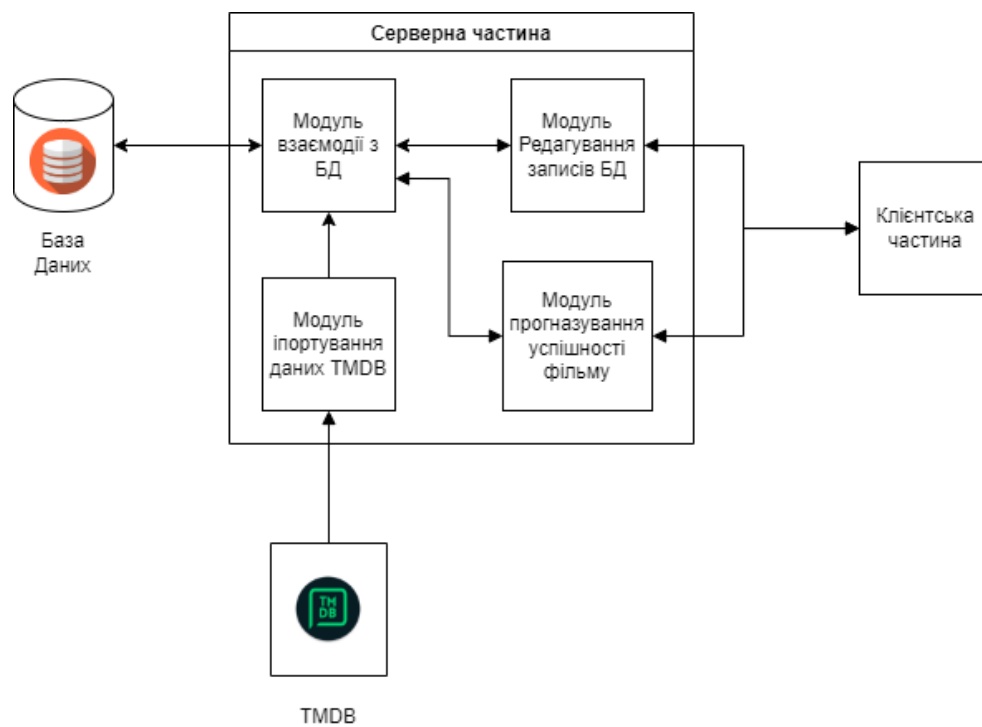 Серверна частина
Модуль
взаємодії з
БД
Модуль
Редагування
записів БД
База
Даних
Клієнтська
частина
Модуль
іпортування
даних TMDB
Модуль
прогназування
успішності
фільму
TM
DB
TMDB